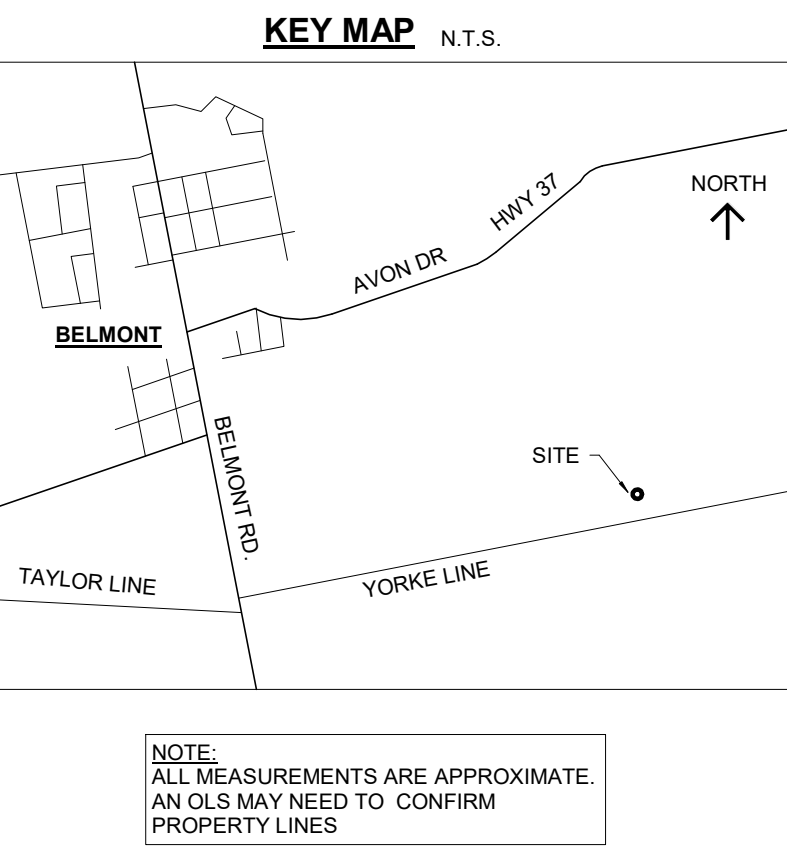 KEY MAP N.T.S.
HWY 37
NORTH
AVON DR
BELMONT
BELMONT RD.
SITE
TAYLOR LINE
YORKE LINE
NOTE:
ALL MEASUREMENTS ARE APPROXIMATE.
AN OLS MAY NEED TO CONFIRM
PROPERTY LINES